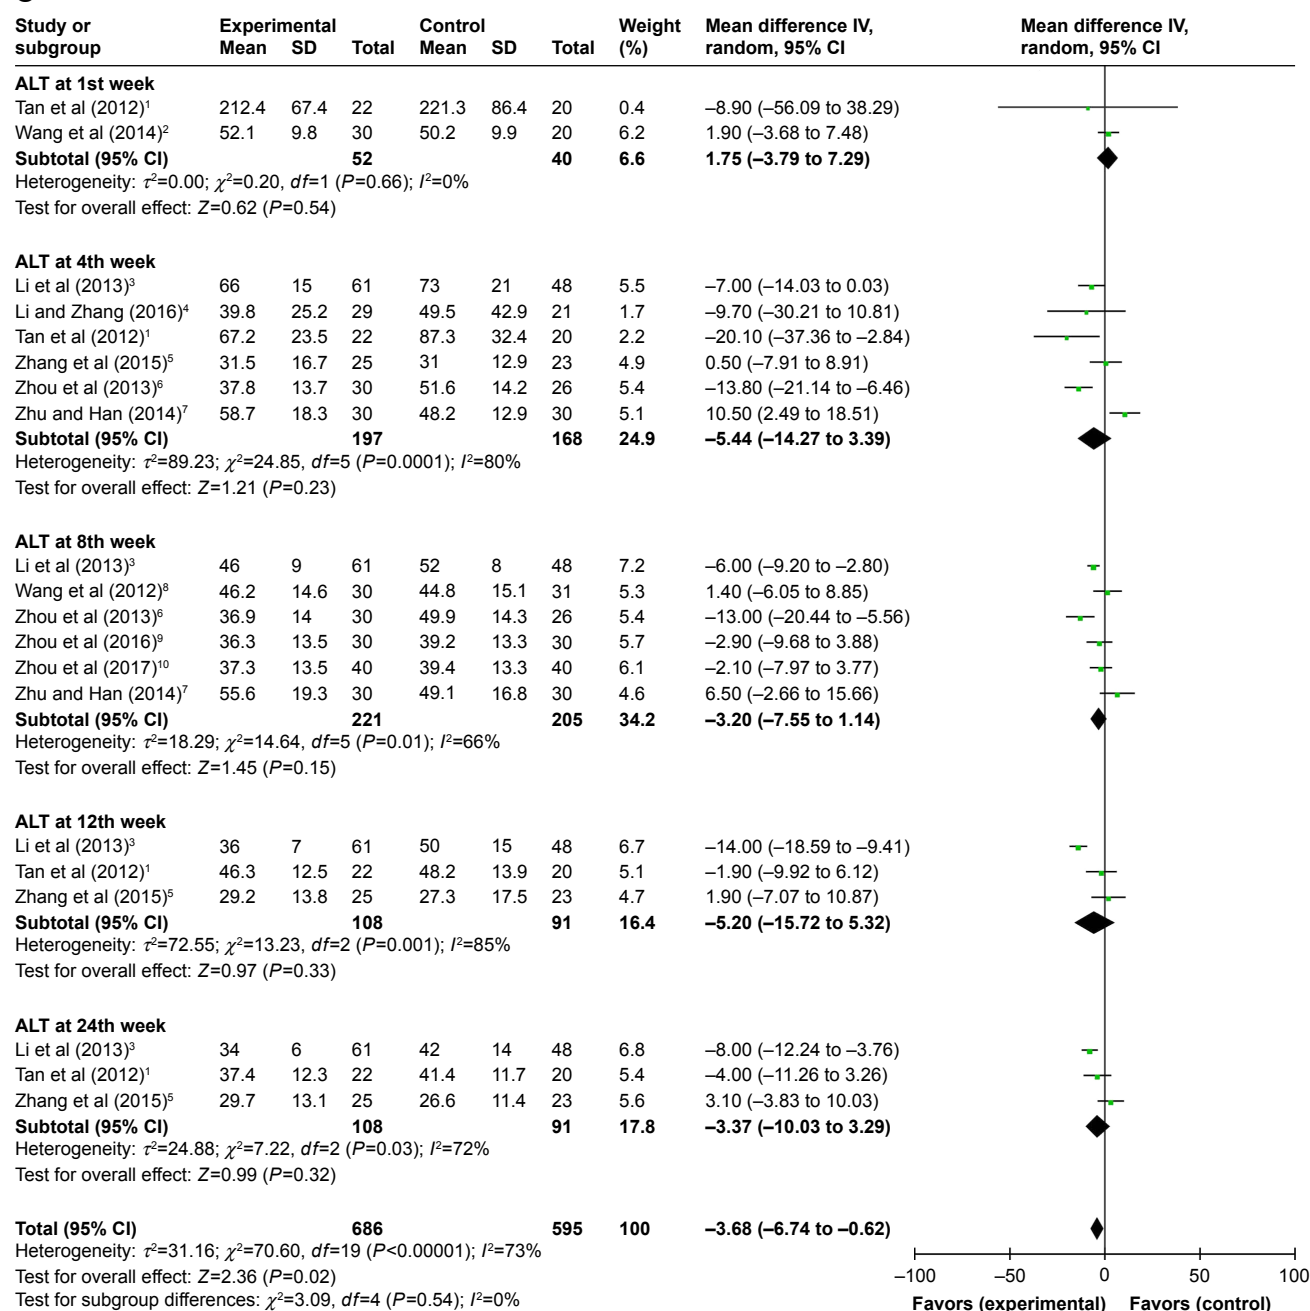 Study or subgroup Experimental Control Weight (%) Mean difference IV, random, 95% CI Mean difference IV, random, 95% CI
Mean SD Total Mean SD Total
ALT at 1st week
Tan et al (2012)¹ 212.4 67.4 22 221.3 86.4 20 0.4 –8.90 (–56.09 to 38.29)
Wang et al (2014)² 52.1 9.8 30 50.2 9.9 20 6.2 1.90 (–3.68 to 7.48)
Subtotal (95% CI) 52 40 6.6 1.75 (–3.79 to 7.29)
Heterogeneity: τ²=0.00; χ²=0.20, df=1 (P=0.66); I²=0%
Test for overall effect: Z=0.62 (P=0.54)
ALT at 4th week
Li et al (2013)³ 66 15 61 73 21 48 5.5 –7.00 (–14.03 to 0.03)
Li and Zhang (2016)⁴ 39.8 25.2 29 49.5 42.9 21 1.7 –9.70 (–30.21 to 10.81)
Tan et al (2012)¹ 67.2 23.5 22 87.3 32.4 20 2.2 –20.10 (–37.36 to –2.84)
Zhang et al (2015)⁵ 31.5 16.7 25 31 12.9 23 4.9 0.50 (–7.91 to 8.91)
Zhou et al (2013)⁶ 37.8 13.7 30 51.6 14.2 26 5.4 –13.80 (–21.14 to –6.46)
Zhu and Han (2014)⁷ 58.7 18.3 30 48.2 12.9 30 5.1 10.50 (2.49 to 18.51)
Subtotal (95% CI) 197 168 24.9 –5.44 (–14.27 to 3.39)
Heterogeneity: τ²=89.23; χ²=24.85, df=5 (P=0.0001); I²=80%
Test for overall effect: Z=1.21 (P=0.23)
ALT at 8th week
Li et al (2013)³ 46 9 61 52 8 48 7.2 –6.00 (–9.20 to –2.80)
Wang et al (2012)⁸ 46.2 14.6 30 44.8 15.1 31 5.3 1.40 (–6.05 to 8.85)
Zhou et al (2013)⁶ 36.9 14 30 49.9 14.3 26 5.4 –13.00 (–20.44 to –5.56)
Zhou et al (2016)⁹ 36.3 13.5 30 39.2 13.3 30 5.7 –2.90 (–9.68 to 3.88)
Zhou et al (2017)¹⁰ 37.3 13.5 40 39.4 13.3 40 6.1 –2.10 (–7.97 to 3.77)
Zhu and Han (2014)⁷ 55.6 19.3 30 49.1 16.8 30 4.6 6.50 (–2.66 to 15.66)
Subtotal (95% CI) 221 205 34.2 –3.20 (–7.55 to 1.14)
Heterogeneity: τ²=18.29; χ²=14.64, df=5 (P=0.01); I²=66%
Test for overall effect: Z=1.45 (P=0.15)
ALT at 12th week
Li et al (2013)³ 36 7 61 50 15 48 6.7 –14.00 (–18.59 to –9.41)
Tan et al (2012)¹ 46.3 12.5 22 48.2 13.9 20 5.1 –1.90 (–9.92 to 6.12)
Zhang et al (2015)⁵ 29.2 13.8 25 27.3 17.5 23 4.7 1.90 (–7.07 to 10.87)
Subtotal (95% CI) 108 91 16.4 –5.20 (–15.72 to 5.32)
Heterogeneity: τ²=72.55; χ²=13.23, df=2 (P=0.001); I²=85%
Test for overall effect: Z=0.97 (P=0.33)
ALT at 24th week
Li et al (2013)³ 34 6 61 42 14 48 6.8 –8.00 (–12.24 to –3.76)
Tan et al (2012)¹ 37.4 12.3 22 41.4 11.7 20 5.4 –4.00 (–11.26 to 3.26)
Zhang et al (2015)⁵ 29.7 13.1 25 26.6 11.4 23 5.6 3.10 (–3.83 to 10.03)
Subtotal (95% CI) 108 91 17.8 –3.37 (–10.03 to 3.29)
Heterogeneity: τ²=24.88; χ²=7.22, df=2 (P=0.03); I²=72%
Test for overall effect: Z=0.99 (P=0.32)
Total (95% CI) 686 595 100 –3.68 (–6.74 to –0.62)
Heterogeneity: τ²=31.16; χ²=70.60, df=19 (P<0.00001); I²=73%
Test for overall effect: Z=2.36 (P=0.02)
Test for subgroup differences: χ²=3.09, df=4 (P=0.54); I²=0%
–100 –50 0 50 100
Favors (experimental) Favors (control)